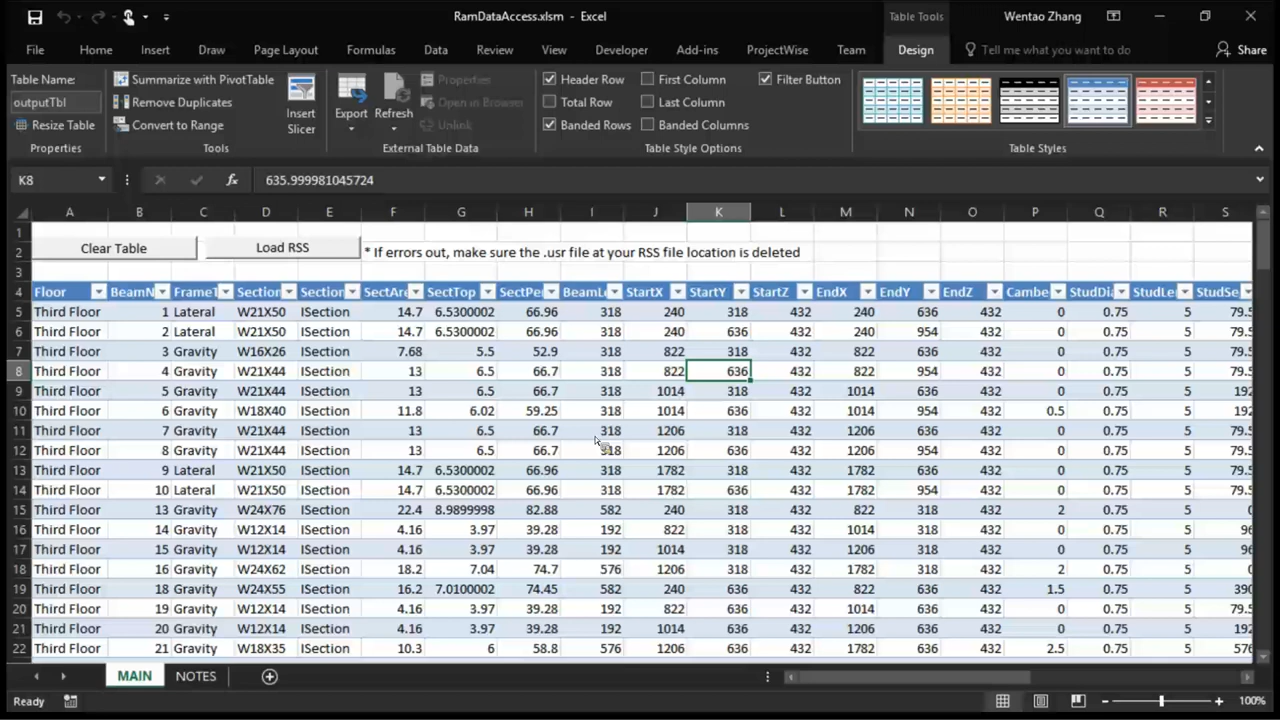 RamDataAccess.xlsm - Excel
Table Tools
Wentao Zhang
File Home Insert Draw Page Layout Formulas Data Review View Developer Add-ins ProjectWise Team Design Tell me what you want to do Share
Table Name:
outputTbl
Resize Table
Properties
Summarize with PivotTable
Remove Duplicates
Convert to Range
Tools
Insert
Slicer
Export
Refresh
Properties
Open in Browser
Unlink
External Table Data
Header Row
Total Row
Banded Rows
First Column
Last Column
Banded Columns
Filter Button
Table Style Options
Table Styles
K8 fx 635.999981045724
A B C D E F G H I J K L M N O P Q R S
1
2 Clear Table Load RSS * If errors out, make sure the .usr file at your RSS file location is deleted
3
4 Floor BeamN FrameT Section Section SectAre SectTop SectPe BeamLe StartX StartY StartZ EndX EndY EndZ Cambe StudDia StudLe StudSe
5 Third Floor 1 Lateral W21X50 ISection 14.7 6.5300002 66.96 318 240 318 432 240 636 432 0 0.75 5 79.5
6 Third Floor 2 Lateral W21X50 ISection 14.7 6.5300002 66.96 318 240 636 432 240 954 432 0 0.75 5 79.5
7 Third Floor 3 Gravity W16X26 ISection 7.68 5.5 52.9 318 822 318 432 822 636 432 0 0.75 5 79.5
8 Third Floor 4 Gravity W21X44 ISection 13 6.5 66.7 318 822 636 432 822 954 432 0 0.75 5 79.5
9 Third Floor 5 Gravity W21X44 ISection 13 6.5 66.7 318 1014 318 432 1014 636 432 0 0.75 5 192
10 Third Floor 6 Gravity W18X40 ISection 11.8 6.02 59.25 318 1014 636 432 1014 954 432 0.5 0.75 5 192
11 Third Floor 7 Gravity W21X44 ISection 13 6.5 66.7 318 1206 318 432 1206 636 432 0 0.75 5 79.5
12 Third Floor 8 Gravity W21X44 ISection 13 6.5 66.7 318 1206 636 432 1206 954 432 0 0.75 5 79.5
13 Third Floor 9 Lateral W21X50 ISection 14.7 6.5300002 66.96 318 1782 318 432 1782 636 432 0 0.75 5 79.5
14 Third Floor 10 Lateral W21X50 ISection 14.7 6.5300002 66.96 318 1782 636 432 1782 954 432 0 0.75 5 79.5
15 Third Floor 13 Gravity W24X76 ISection 22.4 8.9899998 82.88 582 240 318 432 822 318 432 2 0.75 5 0
16 Third Floor 14 Gravity W12X14 ISection 4.16 3.97 39.28 192 822 318 432 1014 318 432 0 0.75 5 96
17 Third Floor 15 Gravity W12X14 ISection 4.16 3.97 39.28 192 1014 318 432 1206 318 432 0 0.75 5 96
18 Third Floor 16 Gravity W24X62 ISection 18.2 7.04 74.7 576 1206 318 432 1782 318 432 2 0.75 5 0
19 Third Floor 18 Gravity W24X55 ISection 16.2 7.0100002 74.45 582 240 636 432 822 636 432 1.5 0.75 5 390
20 Third Floor 19 Gravity W12X14 ISection 4.16 3.97 39.28 192 822 636 432 1014 636 432 0 0.75 5 79.5
21 Third Floor 20 Gravity W12X14 ISection 4.16 3.97 39.28 192 1014 636 432 1206 636 432 0 0.75 5 192
22 Third Floor 21 Gravity W18X35 ISection 10.3 6 58.8 576 1206 636 432 1782 636 432 2.5 0.75 5 576
MAIN NOTES
Ready 100%